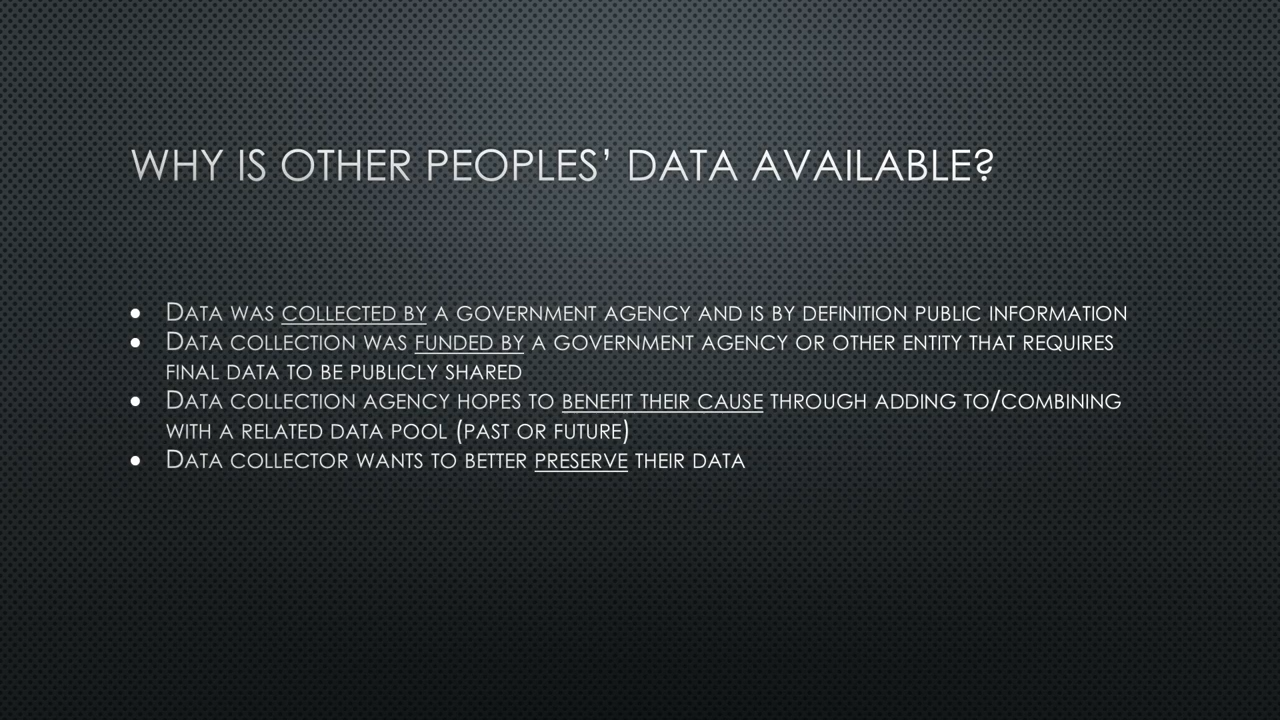 WHY IS OTHER PEOPLES' DATA AVAILABLE?
• DATA WAS COLLECTED BY A GOVERNMENT AGENCY AND IS BY DEFINITION PUBLIC INFORMATION
• DATA COLLECTION WAS FUNDED BY A GOVERNMENT AGENCY OR OTHER ENTITY THAT REQUIRES
FINAL DATA TO BE PUBLICLY SHARED
• DATA COLLECTION AGENCY HOPES TO BENEFIT THEIR CAUSE THROUGH ADDING TO/COMBINING
WITH A RELATED DATA POOL (PAST OR FUTURE)
• DATA COLLECTOR WANTS TO BETTER PRESERVE THEIR DATA